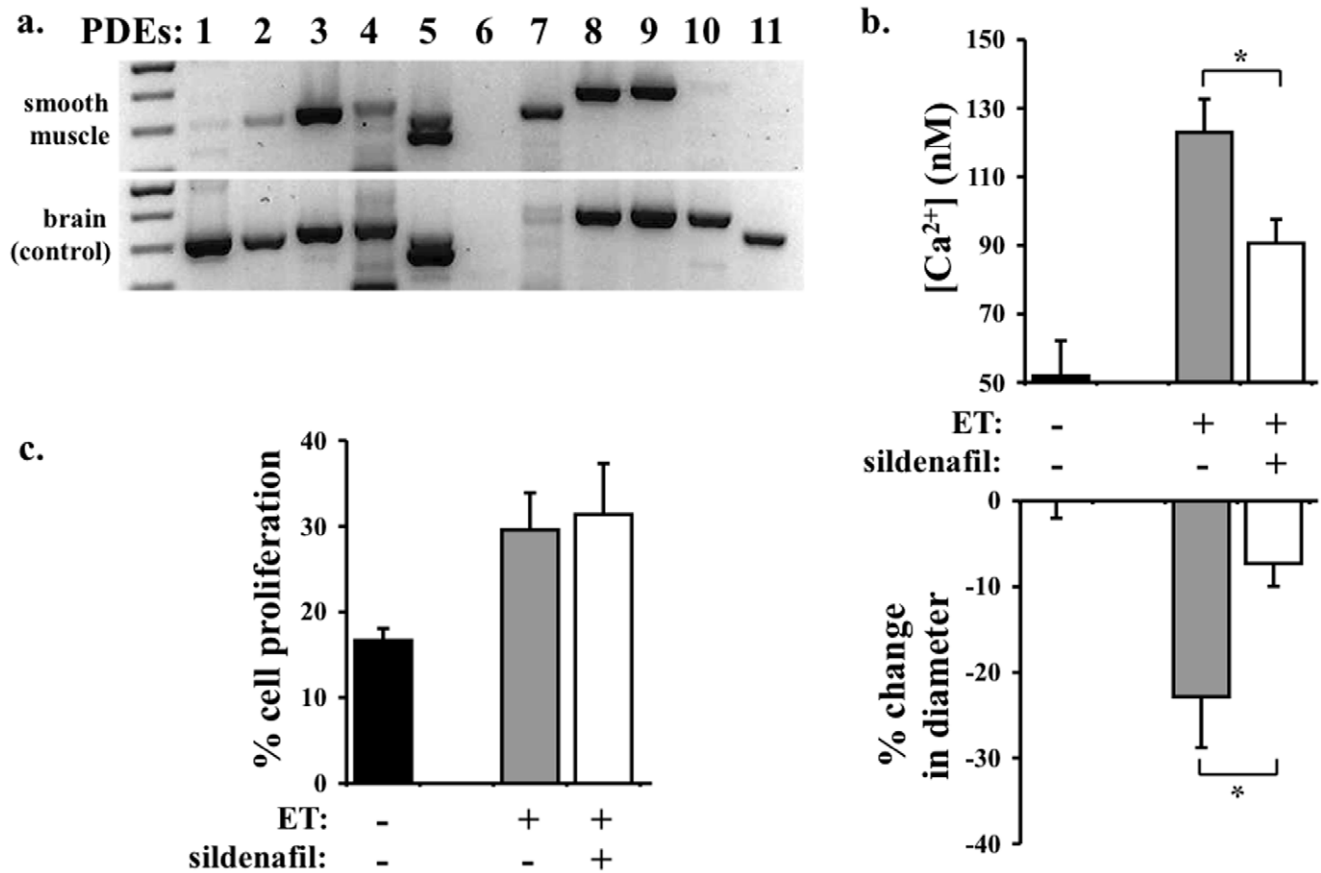 a.
PDEs: 1 2 3 4 5 6 7 8 9 10 11
smooth
muscle
brain
(control)
b.
[Ca²⁺] (nM)
150
130
110
90
70
50
*
ET: - + +
sildenafil: - - +
% change
in diameter
0
-10
-20
-30
-40
*
c.
% cell proliferation
40
30
20
10
0
ET: - + +
sildenafil: - - +